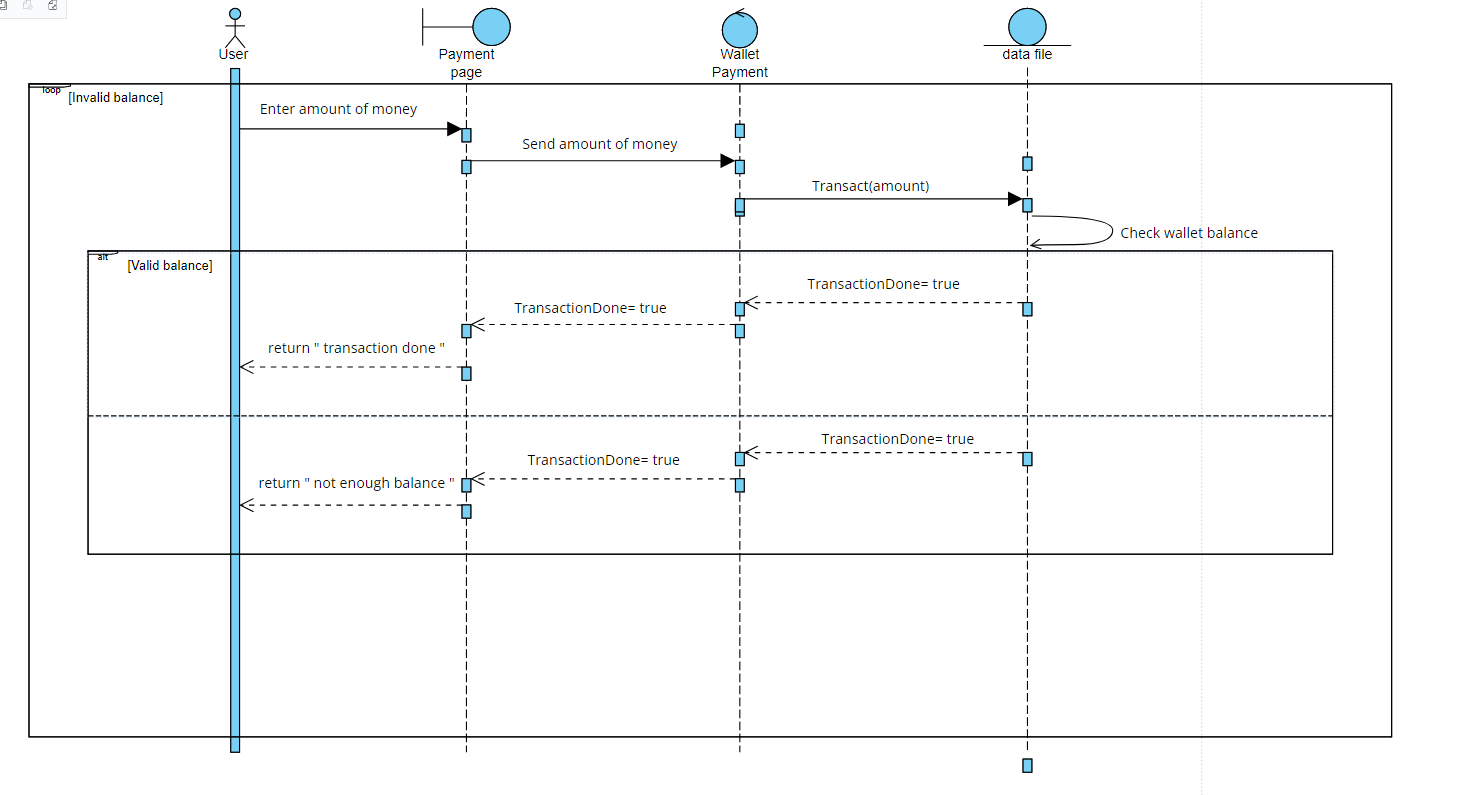 User
Payment
page
Wallet
Payment
data file
loop
[Invalid balance]
Enter amount of money
Send amount of money
Transact(amount)
Check wallet balance
alt
[Valid balance]
TransactionDone= true
TransactionDone= true
return " transaction done "
TransactionDone= true
TransactionDone= true
return " not enough balance "